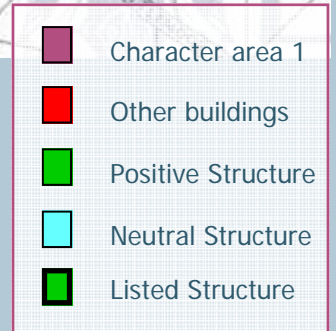 Character area 1
Other buildings
Positive Structure
Neutral Structure
Listed Structure